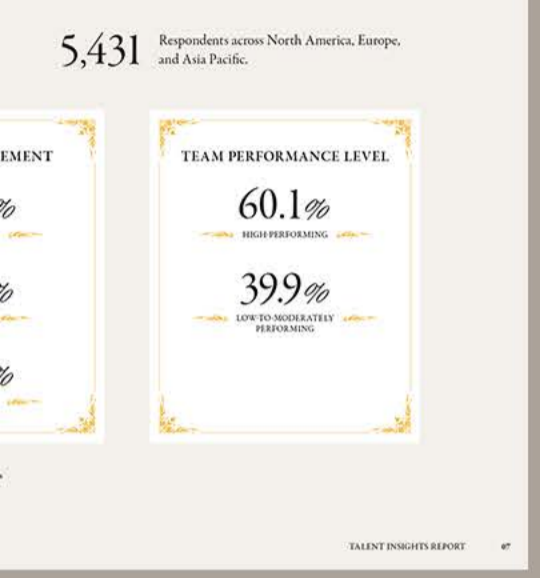 5,431
Respondents across North America, Europe,
and Asia Pacific.
EMENT
%
%
%
TEAM PERFORMANCE LEVEL
60.1%
HIGH-PERFORMING
39.9%
LOW-TO-MODERATELY
PERFORMING
TALENT INSIGHTS REPORT 07